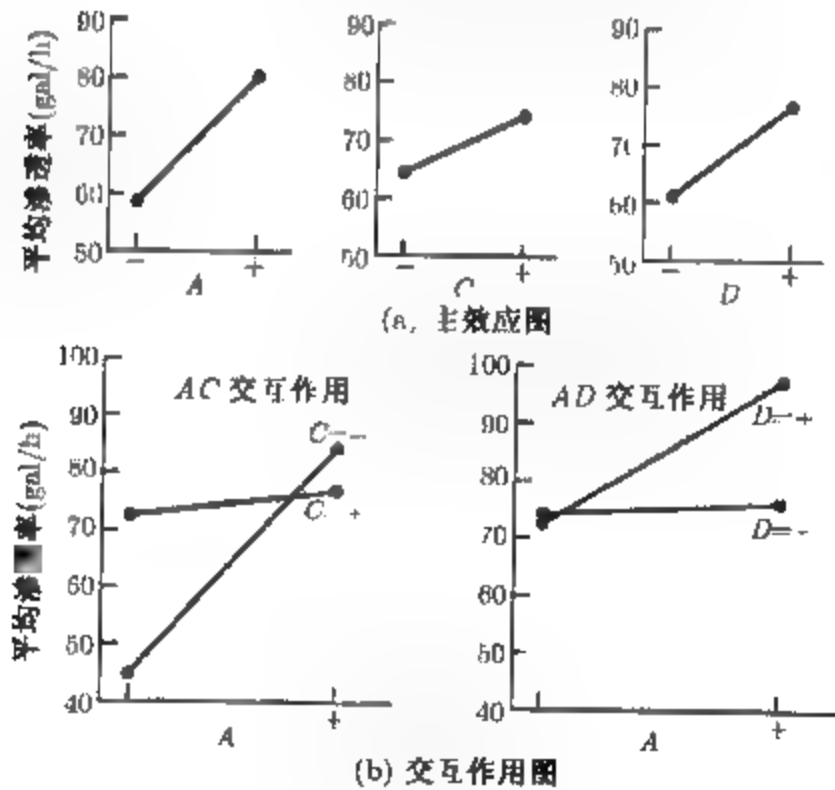 平均渗透率(gal/h)
90 90 90
80 80 80
70 70
60 60 60
50 50 50
− + − + − +
A C D
(a, 主效应图
100 100
90 90
80 80
70 70
60 60
50 50
40 40
平均渗 率(gal/h)
AC 交互作用 AD 交互作用
C=−
C +
D=+
D=-
+ +
A A
(b) 交互作用图